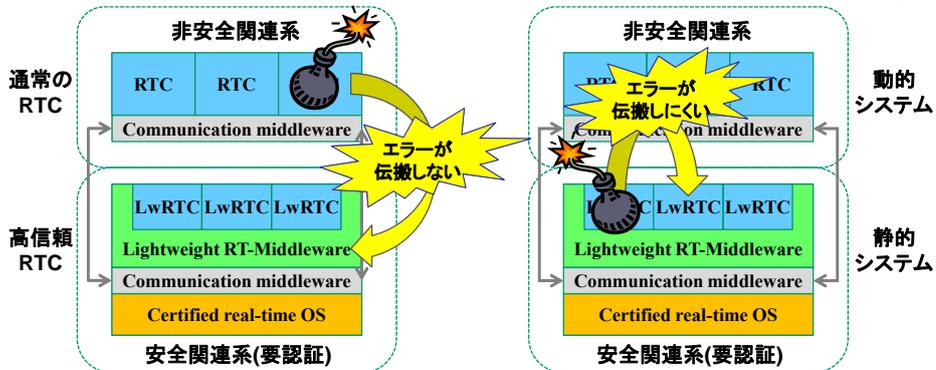 非安全関連系
通常の
RTC
RTC
RTC
Communication middleware
エラーが
伝搬しない
高信頼
RTC
LwRTC
LwRTC
LwRTC
Lightweight RT-Middleware
Communication middleware
Certified real-time OS
安全関連系(要認証)
非安全関連系
エラーが
伝搬しにくい
動的
システム
LwRTC
LwRTC
Lightweight RT-Middleware
Communication middleware
Certified real-time OS
静的
システム
安全関連系(要認証)